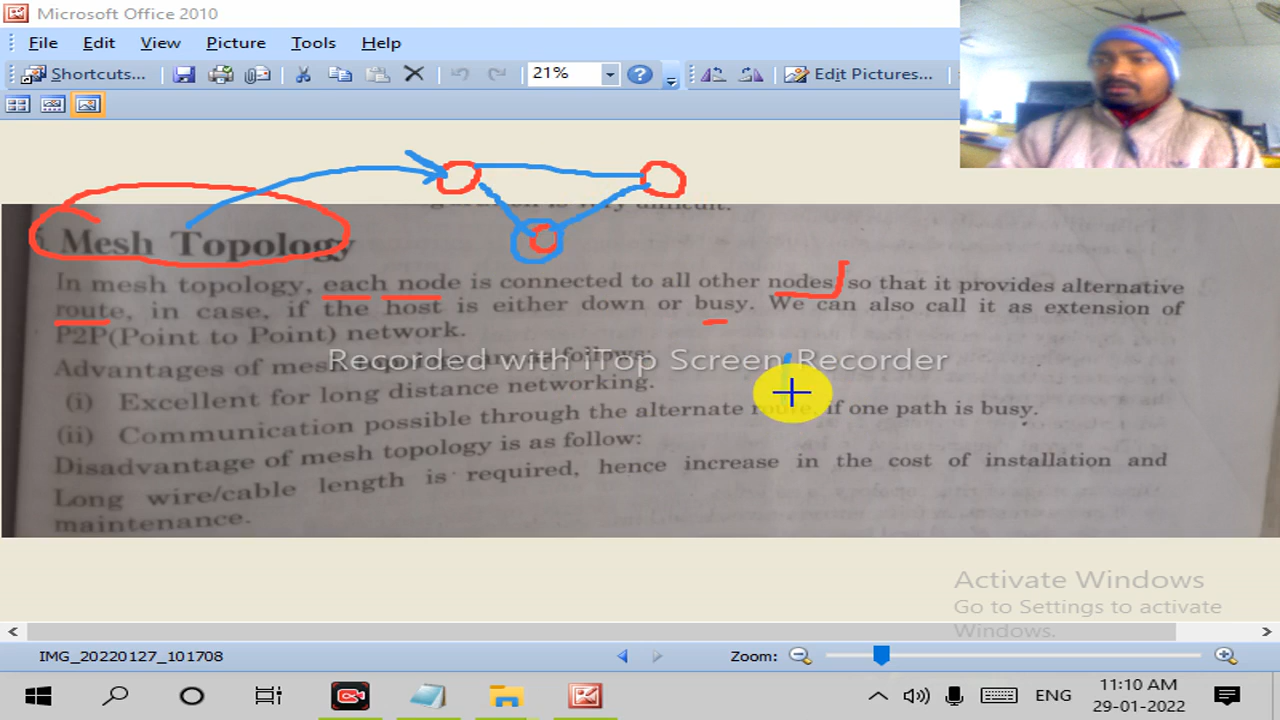 Microsoft Office 2010
File Edit View Picture Tools Help
Shortcuts... 21% Edit Pictures...
Mesh Topology
In mesh topology, each node is connected to all other nodes, so that it provides alternative
route, in case, if the host is either down or busy. We can also call it as extension of
P2P(Point to Point) network.
Recorded with iTop Screen Recorder
Advantages of mesh follows:
(i) Excellent for long distance networking.
(ii) Communication possible through the alternate route, if one path is busy.
Disadvantage of mesh topology is as follow:
Long wire/cable length is required, hence increase in the cost of installation and
maintenance.
Activate Windows
Go to Settings to activate
Windows.
IMG_20220127_101708 Zoom:
ENG 11:10 AM
29-01-2022